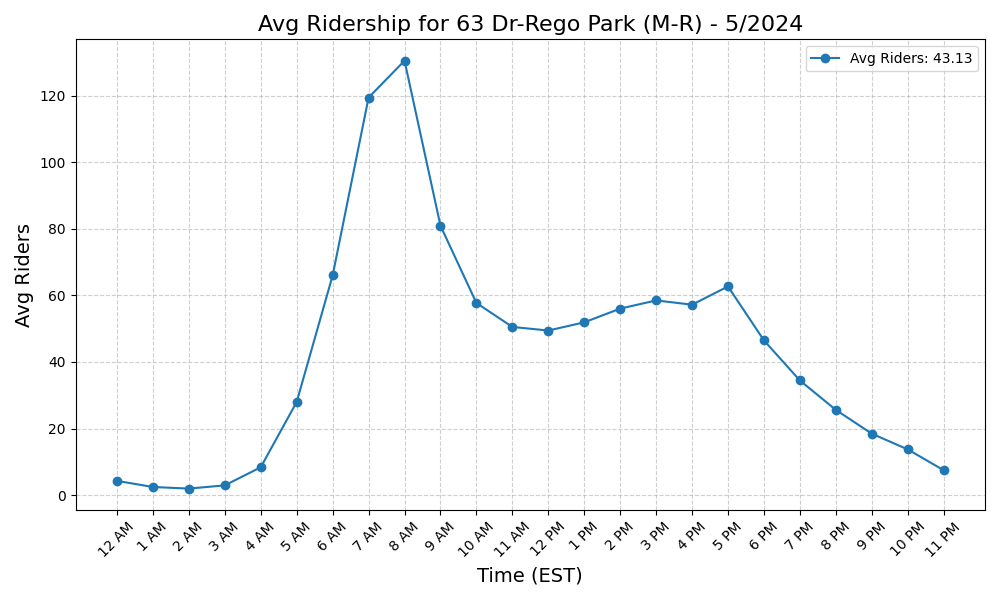 Avg Ridership for 63 Dr-Rego Park (M-R) - 5/2024
Avg Riders: 43.13
Avg Riders
120
100
80
60
40
20
0
12 AM
1 AM
2 AM
3 AM
4 AM
5 AM
6 AM
7 AM
8 AM
9 AM
10 AM
11 AM
12 PM
1 PM
2 PM
3 PM
4 PM
5 PM
6 PM
7 PM
8 PM
9 PM
10 PM
11 PM
Time (EST)